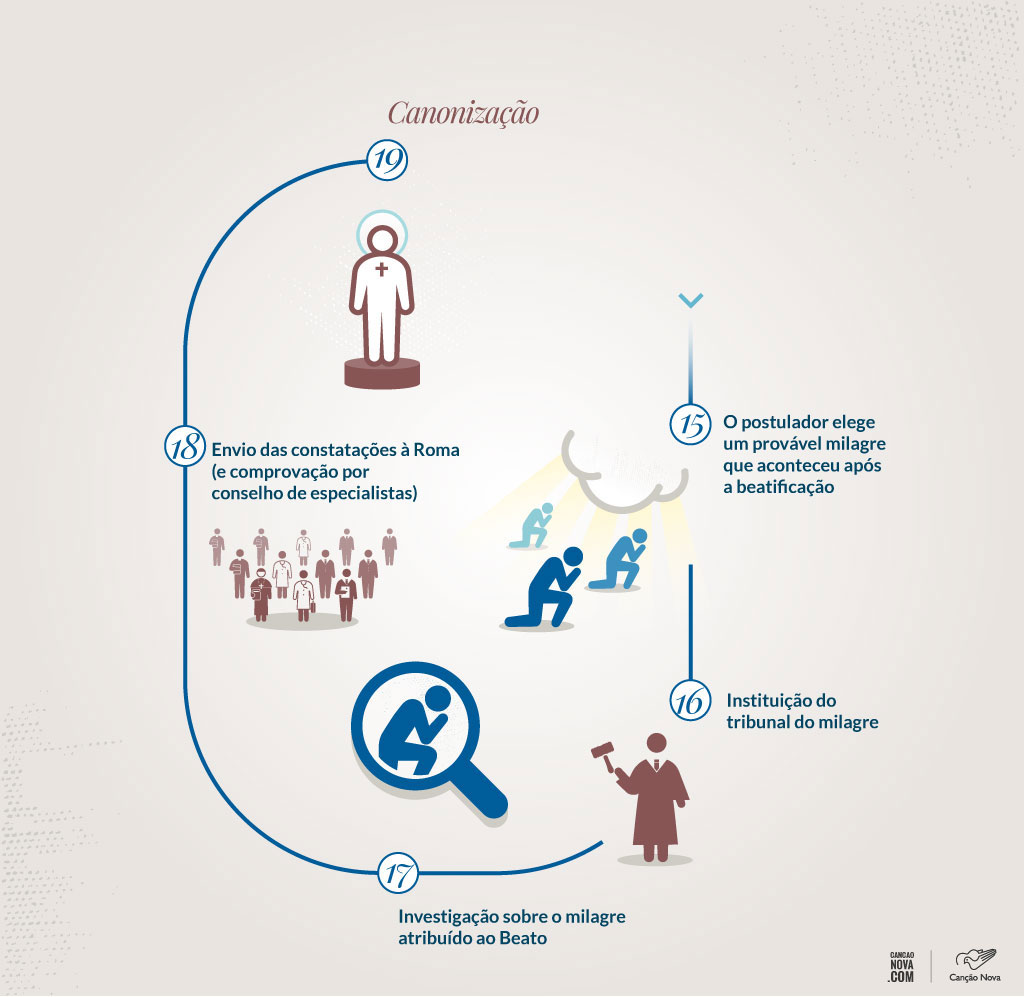 Canonização
19
15
O postulador elege
um provável milagre
que aconteceu após
a beatificação
18
Envio das constatações à Roma
(e comprovação por
conselho de especialistas)
16
Instituição do
tribunal do milagre
17
Investigação sobre o milagre
atribuído ao Beato
CANCAO
NOVA
.COM
Canção Nova